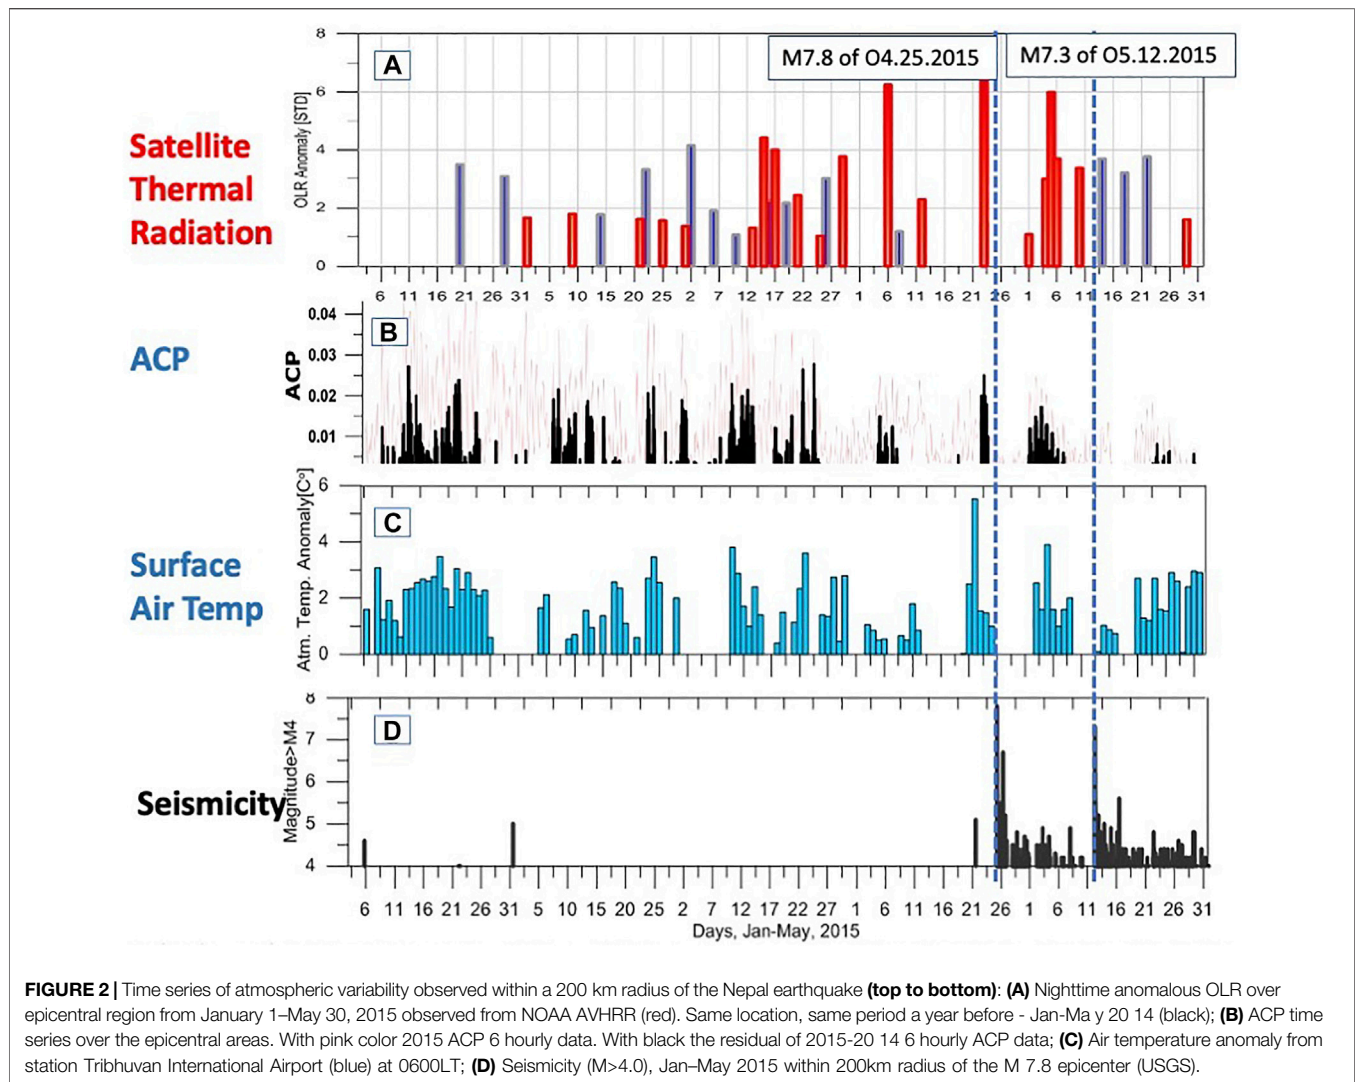 M7.8 of O4.25.2015
M7.3 of O5.12.2015
A
Satellite
Thermal
Radiation
OLR Anomaly [STD]
8
6
4
2
0
6 11 16 21 26 31 5 10 15 20 25 2 7 12 17 22 27 1 6 11 16 21 26 1 6 11 16 21 26 31
B
ACP
ACP
0.04
0.03
0.02
0.01
C
Surface
Air Temp
Atm. Temp. Anomaly[Cº]
6
4
2
0
D
Seismicity
Magnitude>M4
8
7
6
5
4
6 11 16 21 26 31 5 10 15 20 25 2 7 12 17 22 27 1 6 11 16 21 26 1 6 11 16 21 26 31
Days, Jan-May, 2015
FIGURE 2 | Time series of atmospheric variability observed within a 200 km radius of the Nepal earthquake (top to bottom): (A) Nighttime anomalous OLR over
epicentral region from January 1–May 30, 2015 observed from NOAA AVHRR (red). Same location, same period a year before - Jan-Ma y 20 14 (black); (B) ACP time
series over the epicentral areas. With pink color 2015 ACP 6 hourly data. With black the residual of 2015-20 14 6 hourly ACP data; (C) Air temperature anomaly from
station Tribhuvan International Airport (blue) at 0600LT; (D) Seismicity (M>4.0), Jan–May 2015 within 200km radius of the M 7.8 epicenter (USGS).